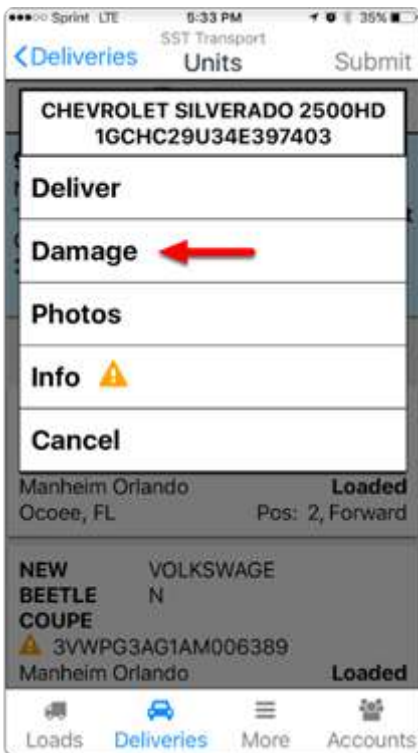 Sprint LTE 5:33 PM 35%
SST Transport
Deliveries Units Submit
CHEVROLET SILVERADO 2500HD
1GCHC29U34E397403
Deliver
Damage
Photos
Info
Cancel
Manheim Orlando Loaded
Ocoee, FL Pos: 2, Forward
NEW VOLKSWAGE
BEETLE N
COUPE
3VWPG3AG1AM006389
Manheim Orlando Loaded
Loads Deliveries More Accounts